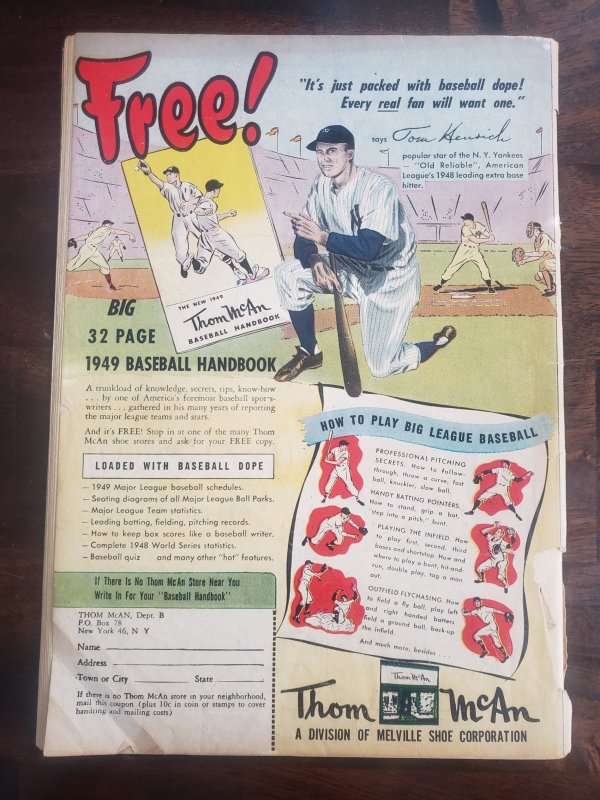 Free!
"It's just packed with baseball dope!
Every real fan will want one."
says Tom Henrich
popular star of the N. Y. Yankees
— "Old Reliable", American
League's 1948 leading extra base
hitter.
THE NEW 1949
Thom McAn
BASEBALL HANDBOOK
BIG
32 PAGE
1949 BASEBALL HANDBOOK
A trunkload of knowledge, secrets, tips, know-how
. . . by one of America's foremost baseball sports-
writers . . . gathered in his many years of reporting
the major league teams and stars.
And it's FREE! Stop in at one of the many Thom
McAn shoe stores and ask for your FREE copy.
LOADED WITH BASEBALL DOPE
— 1949 Major League baseball schedules.
— Seating diagrams of all Major League Ball Parks.
— Major League Team statistics.
— Leading batting, fielding, pitching records.
— How to keep box scores like a baseball writer.
— Complete 1948 World Series statistics.
— Baseball quiz and many other "hot" features.
If There Is No Thom McAn Store Near You
Write In For Your "Baseball Handbook"
THOM McAN, Dept. B
P.O. Box 78
New York 46, N Y
Name
Address
Town or City State
If there is no Thom McAn store in your neighborhood,
mail this coupon (plus 10c in coin or stamps to cover
handling and mailing costs)
HOW TO PLAY BIG LEAGUE BASEBALL
PROFESSIONAL PITCHING
SECRETS. How to follow-
through, throw a curve, fast
ball, knuckler, slow ball.
HANDY BATTING POINTERS.
How to stand, grip a bat,
"step into a pitch," bunt.
PLAYING THE INFIELD. How
to play first, second, third
bases and shortstop. How and
where to play a bunt, hit-and-
run, double play, tag a man
out.
OUTFIELD FLYCHASING. How
to field a fly ball, play left
and right handed batters
field a ground ball, back-up
the infield.
And much more, besides . . .
Thom McAn
Thom McAn
A DIVISION OF MELVILLE SHOE CORPORATION